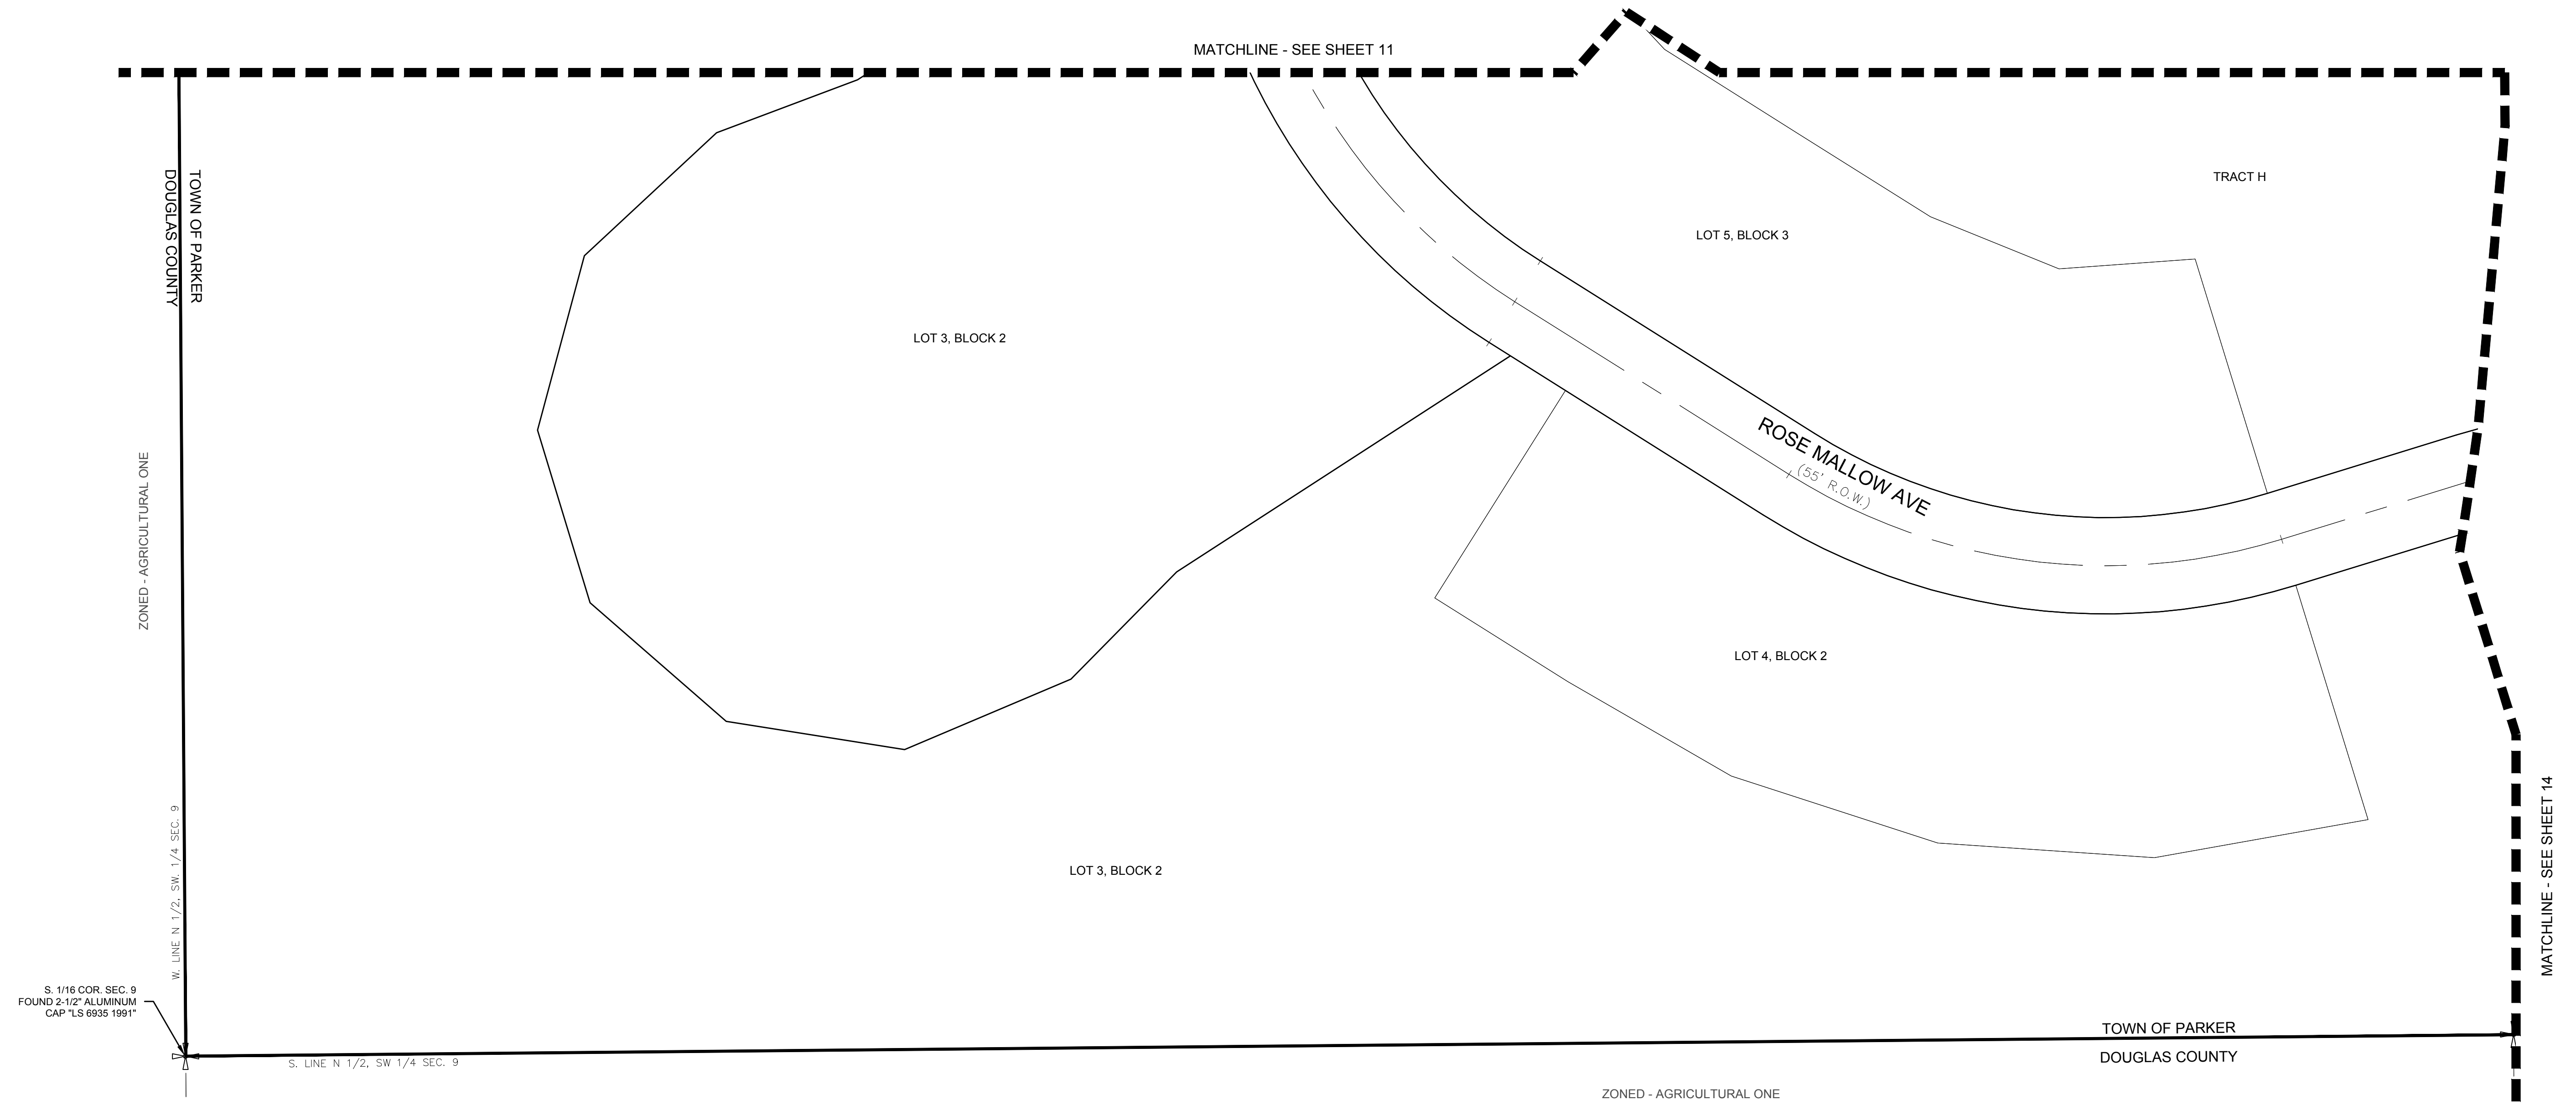 MATCHLINE - SEE SHEET 11
TOWN OF PARKER
DOUGLAS COUNTY
TRACT H
LOT 5, BLOCK 3
LOT 3, BLOCK 2
ROSE MALLOW AVE
(55' R.O.W.)
ZONED - AGRICULTURAL ONE
LOT 4, BLOCK 2
LOT 3, BLOCK 2
W. LINE N 1/2, SW. 1/4 SEC. 9
MATCHLINE - SEE SHEET 14
S. 1/16 COR. SEC. 9
FOUND 2-1/2" ALUMINUM
CAP "LS 6935 1991"
S. LINE N 1/2, SW 1/4 SEC. 9
TOWN OF PARKER
DOUGLAS COUNTY
ZONED - AGRICULTURAL ONE